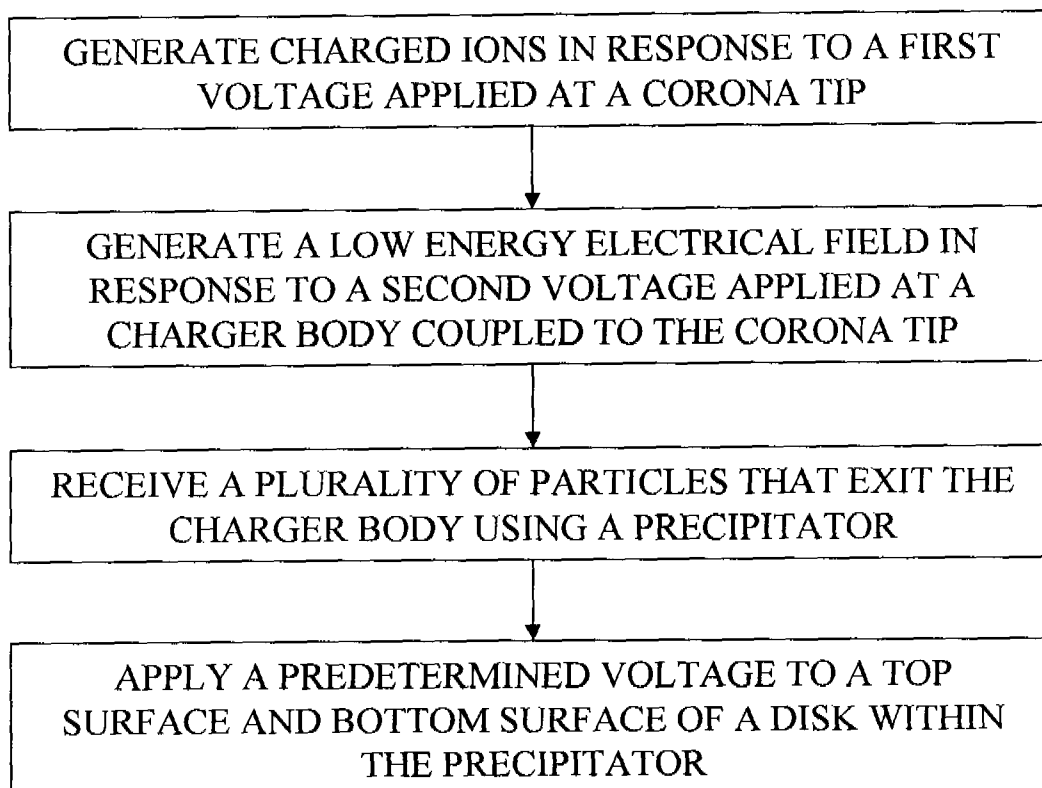 GENERATE CHARGED IONS IN RESPONSE TO A FIRST
VOLTAGE APPLIED AT A CORONA TIP
GENERATE A LOW ENERGY ELECTRICAL FIELD IN
RESPONSE TO A SECOND VOLTAGE APPLIED AT A
CHARGER BODY COUPLED TO THE CORONA TIP
RECEIVE A PLURALITY OF PARTICLES THAT EXIT THE
CHARGER BODY USING A PRECIPITATOR
APPLY A PREDETERMINED VOLTAGE TO A TOP
SURFACE AND BOTTOM SURFACE OF A DISK WITHIN
THE PRECIPITATOR